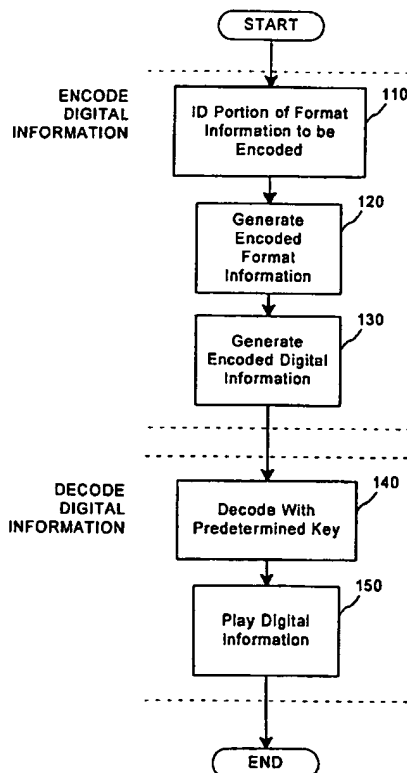 START
ENCODE
DIGITAL
INFORMATION
110
ID Portion of Format
Information to be
Encoded
120
Generate
Encoded
Format
Information
130
Generate
Encoded Digital
Information
DECODE
DIGITAL
INFORMATION
140
Decode With
Predetermined Key
150
Play Digital
Information
END